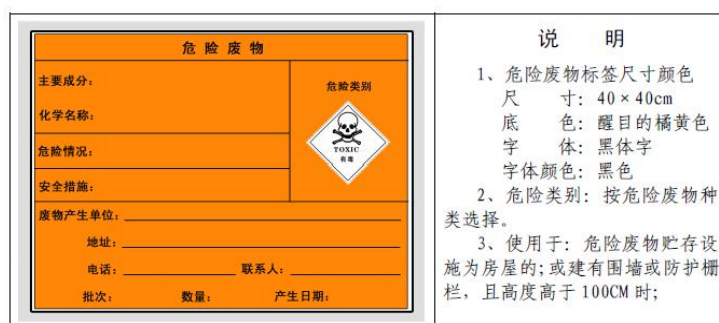 危险废物
主要成分:
化学名称:
危险情况:
安全措施:
危险类别
TOXIC
有毒
废物产生单位:
地址:
电话: 联系人:
批次: 数量: 产生日期:
说 明
1、危险废物标签尺寸颜色
尺 寸: 40×40cm
底 色: 醒目的橘黄色
字 体: 黑体字
字体颜色: 黑色
2、危险类别: 按危险废物种
类选择。
3、使用于: 危险废物贮存设
施为房屋的;或建有围墙或防护栅
栏, 且高度高于100CM时;